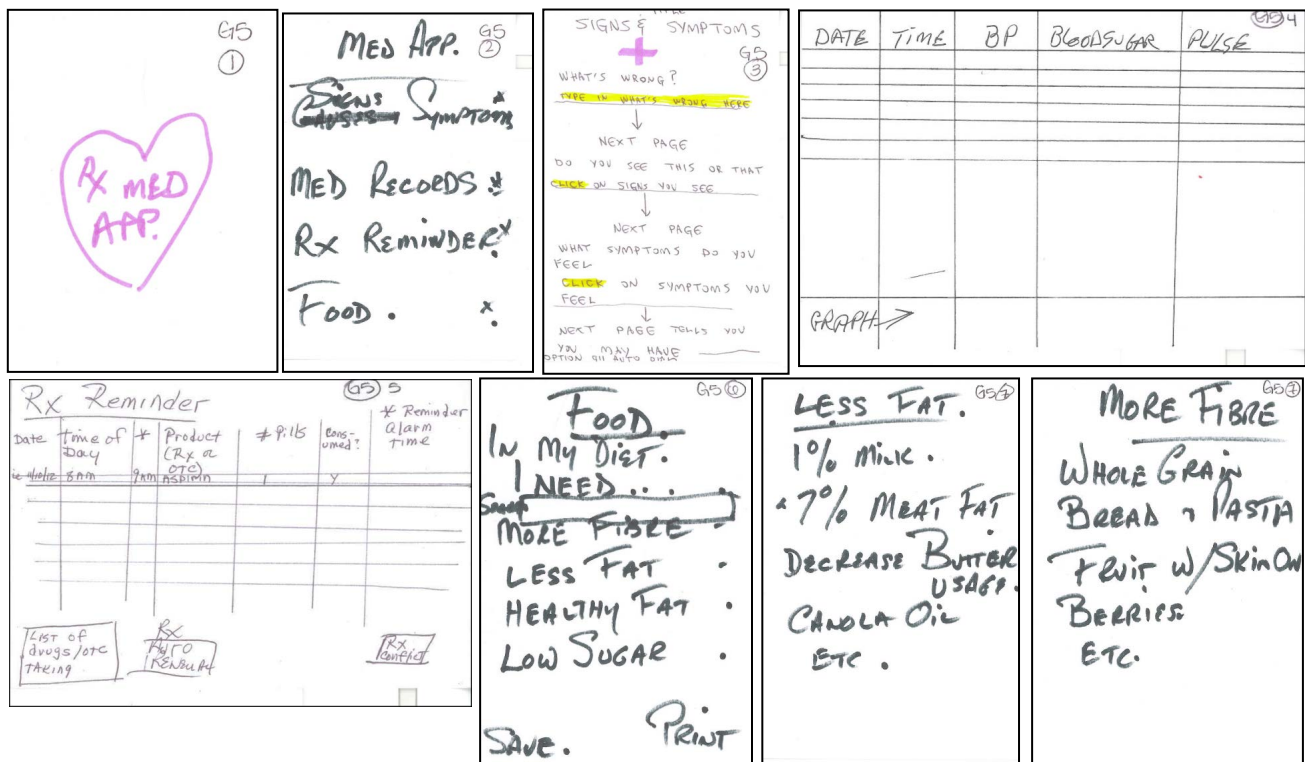 G5
1
Rx MED
APP.
MED APP. G5
2
SIGNS
SYMPTOMS
MED RECORDS
Rx REMINDER
FOOD.
SIGNS & SYMPTOMS
G5
3
WHAT'S WRONG?
TYPE IN WHAT'S WRONG HERE
NEXT PAGE
DO YOU SEE THIS OR THAT
CLICK ON SIGNS YOU SEE
NEXT PAGE
WHAT SYMPTOMS DO YOU
FEEL
CLICK ON SYMPTOMS YOU
FEEL
NEXT PAGE TELLS YOU
YOU MAY HAVE
OPTION 911 AUTO DIAL
G5 4
DATE TIME BP BLOODSUGAR PULSE
GRAPH
G5 5
Rx Reminder
* Reminder
alarm
time
Date time of Day * Product (Rx or OTC) # Pills Cons-umed?
8am 9am ASPIRIN 1 Y
LIST of
drugs/otc
TAKING
Rx
AUTO
RENEWAL
Rx
conflict
G5 6
FOOD.
IN MY DIET.
I NEED...
Search
MORE FIBRE
LESS FAT
HEALTHY FAT
LOW SUGAR
SAVE. PRINT
G5 7
LESS FAT.
1% MILK.
7% MEAT FAT
DECREASE BUTTER
USAGE.
CANOLA OIL
ETC.
G5 7
MORE FIBRE
WHOLE GRAIN
BREAD & PASTA
FRUIT W/SKIN ON
BERRIES
ETC.